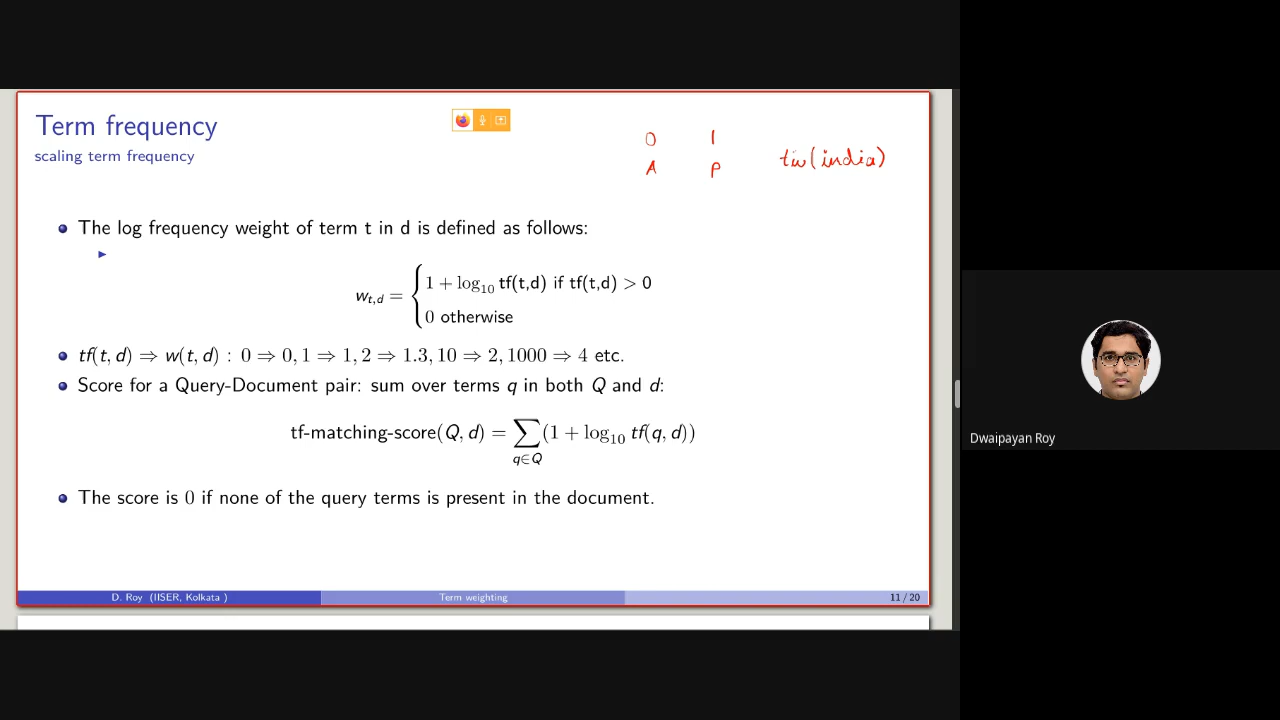 Term frequency
scaling term frequency
0 1
A P
tw(india)
The log frequency weight of term t in d is defined as follows:
w_{t,d} = { 1 + log_{10} tf(t,d) if tf(t,d) > 0
0 otherwise
tf(t, d) ⇒ w(t, d) : 0 ⇒ 0, 1 ⇒ 1, 2 ⇒ 1.3, 10 ⇒ 2, 1000 ⇒ 4 etc.
Score for a Query-Document pair: sum over terms q in both Q and d:
tf-matching-score(Q, d) = ∑_{q∈Q} (1 + log_{10} tf(q, d))
The score is 0 if none of the query terms is present in the document.
D. Roy (IISER, Kolkata ) Term weighting 11 / 20
Dwaipayan Roy